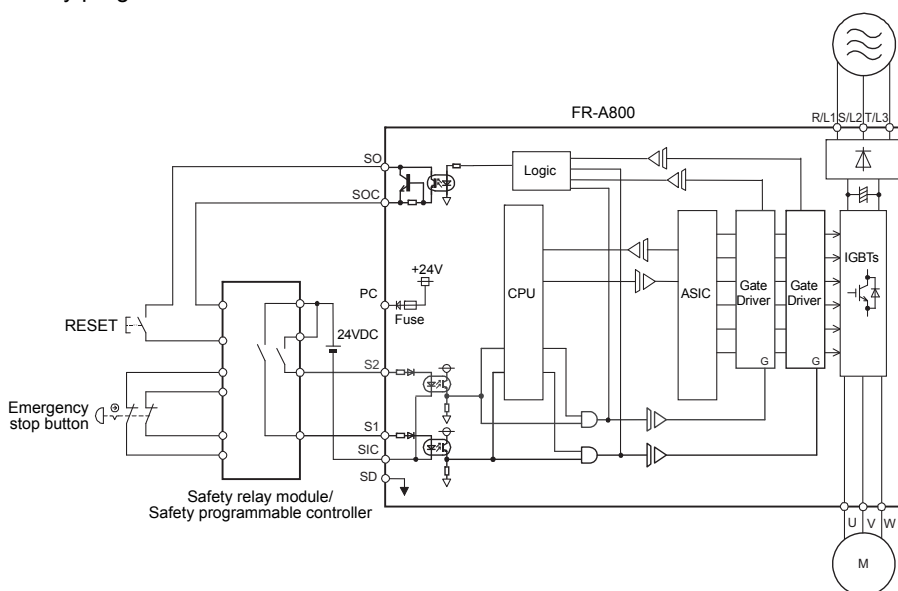 FR-A800
R/L1 S/L2 T/L3
SO
Logic
SOC
+24V
PC
Fuse
CPU
ASIC
Gate
Driver
G
Gate
Driver
G
IGBTs
RESET
24VDC
S2
Emergency
stop button
S1
SIC
SD
Safety relay module/
Safety programmable controller
U V W
M